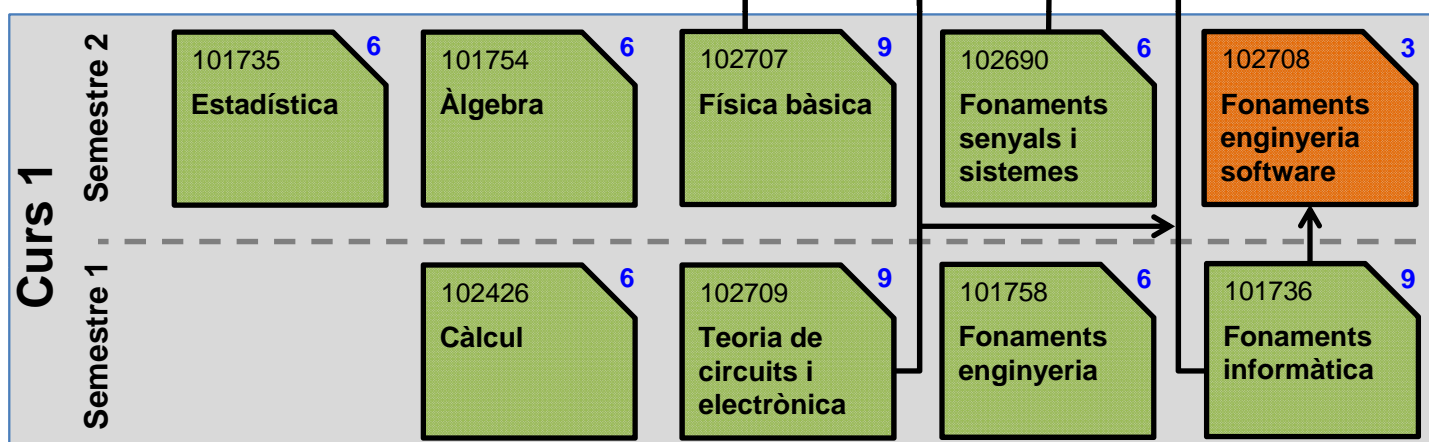 Curs 1
Semestre 2
101735
6
Estadística
101754
6
Àlgebra
102707
9
Física bàsica
102690
6
Fonaments
senyals i
sistemes
102708
3
Fonaments
enginyeria
software
Semestre 1
102426
6
Càlcul
102709
9
Teoria de
circuits i
electrònica
101758
6
Fonaments
enginyeria
101736
9
Fonaments
informàtica